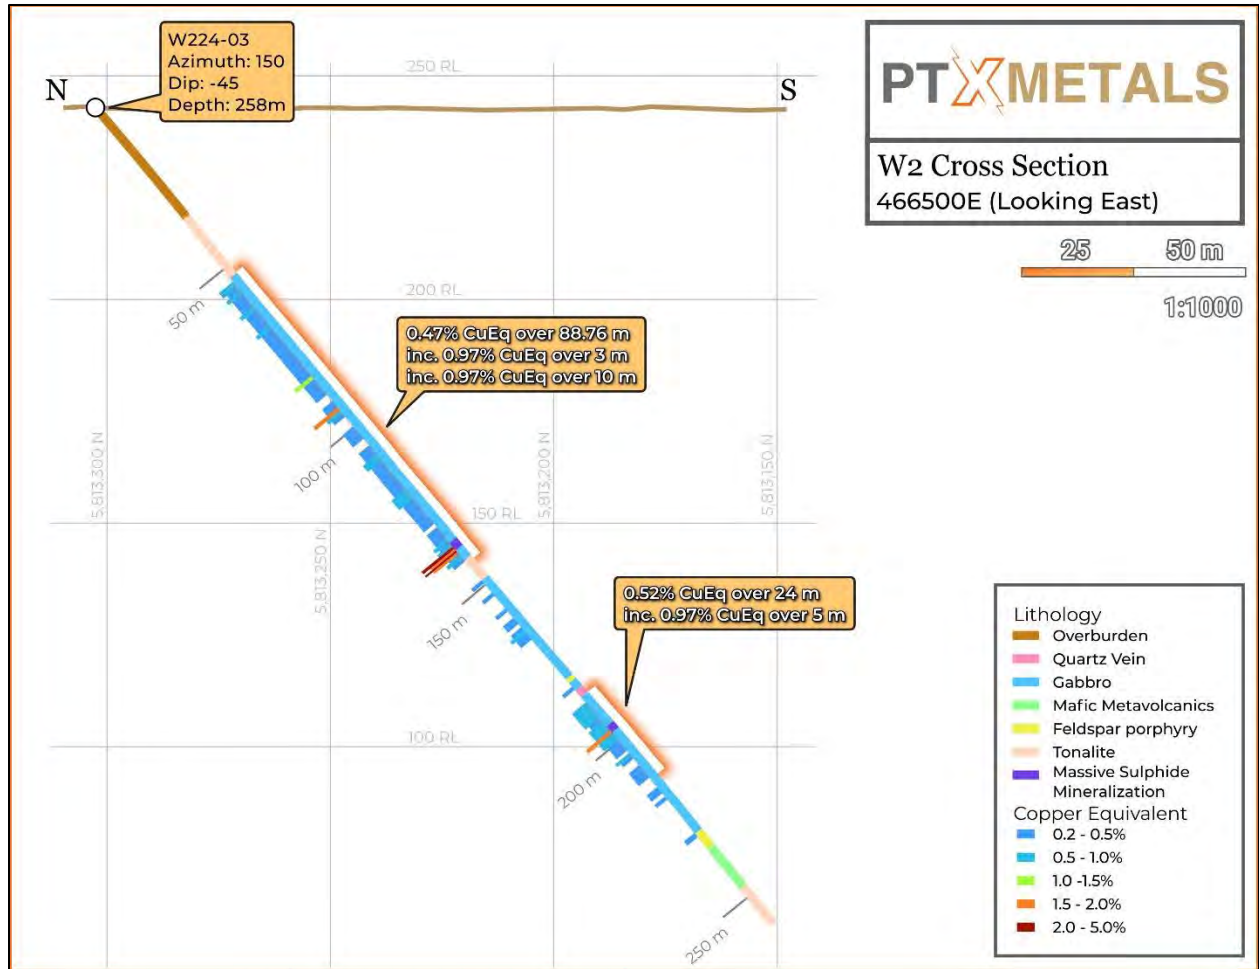 W224-03
Azimuth: 150
Dip: -45
Depth: 258m
N
250 RL
S
PTXMETALS
W2 Cross Section
466500E (Looking East)
25 50 m
1:1000
200 RL
50 m
0.47% CuEq over 88.76 m
inc. 0.97% CuEq over 3 m
inc. 0.97% CuEq over 10 m
100 m
5,813,300 N
5,813,250 N
5,813,200 N
5,813,150 N
150 RL
150 m
0.52% CuEq over 24 m
inc. 0.97% CuEq over 5 m
100 RL
200 m
250 m
Lithology
Overburden
Quartz Vein
Gabbro
Mafic Metavolcanics
Feldspar porphyry
Tonalite
Massive Sulphide
Mineralization
Copper Equivalent
0.2 - 0.5%
0.5 - 1.0%
1.0 -1.5%
1.5 - 2.0%
2.0 - 5.0%